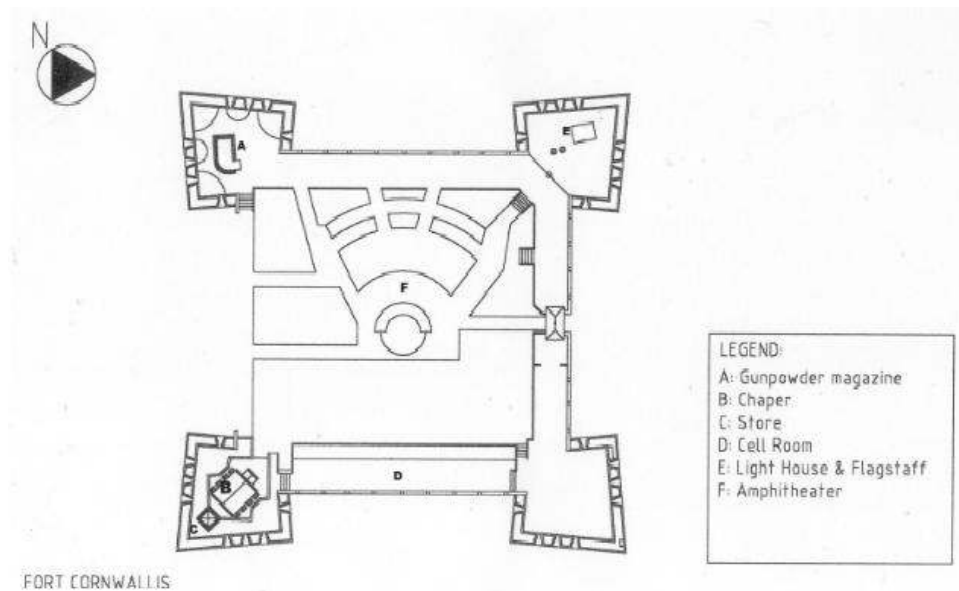 N
A
E
F
B
D
C
LEGEND:
A: Gunpowder magazine
B: Chaper
C: Store
D: Cell Room
E: Light House & Flagstaff
F: Amphitheater
FORT CORNWALLIS